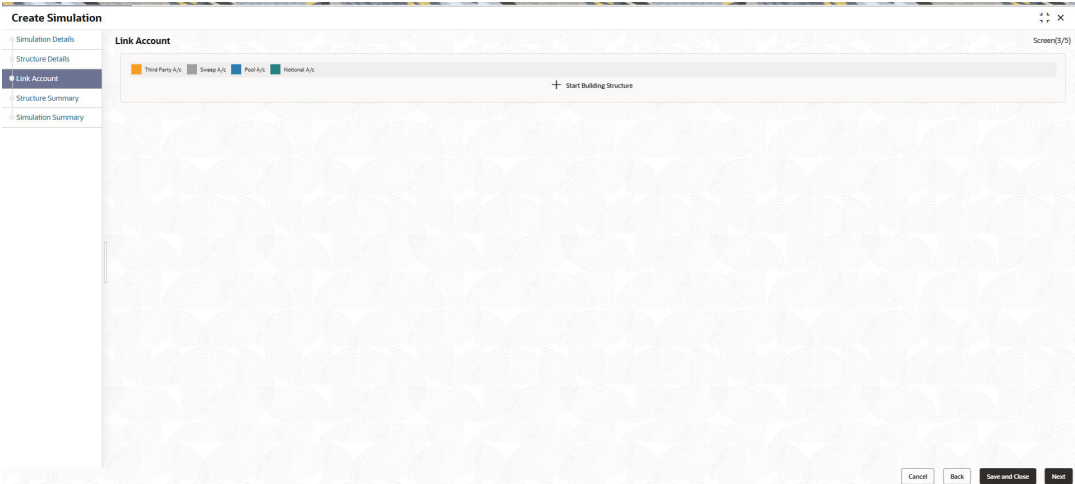 Create Simulation
Simulation Details
Structure Details
Link Account
Structure Summary
Simulation Summary
Link Account
Screen(3/5)
Third Party A/c Sweep A/c Pool A/c Notional A/c
+ Start Building Structure
Cancel Back Save and Close Next